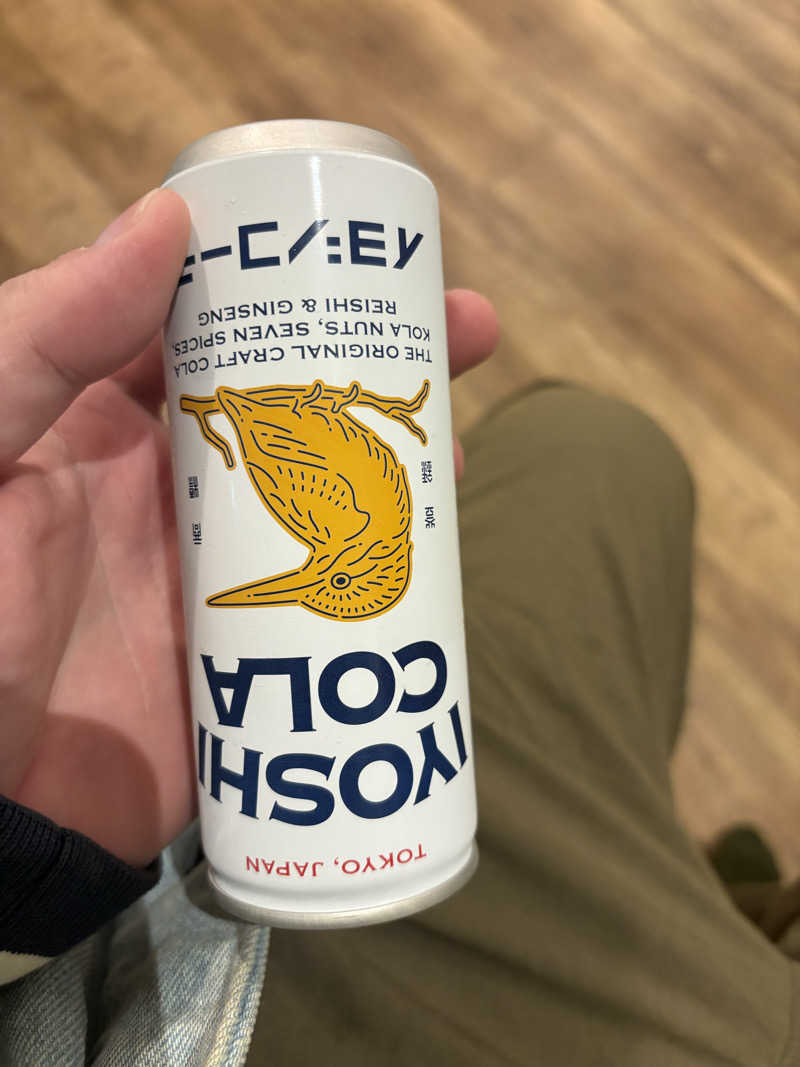 TOKYO, JAPAN
IYOSHI
COLA
THE ORIGINAL CRAFT COLA
KOLA NUTS, SEVEN SPICES,
REISHI & GINSENG
イヨシコーラ